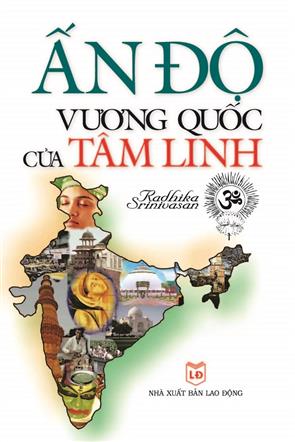 ẤN ĐỘ
VƯƠNG QUỐC
CỦA TÂM LINH
Radhika
Srinivasan
ॐ
LĐ
NHÀ XUẤT BẢN LAO ĐỘNG